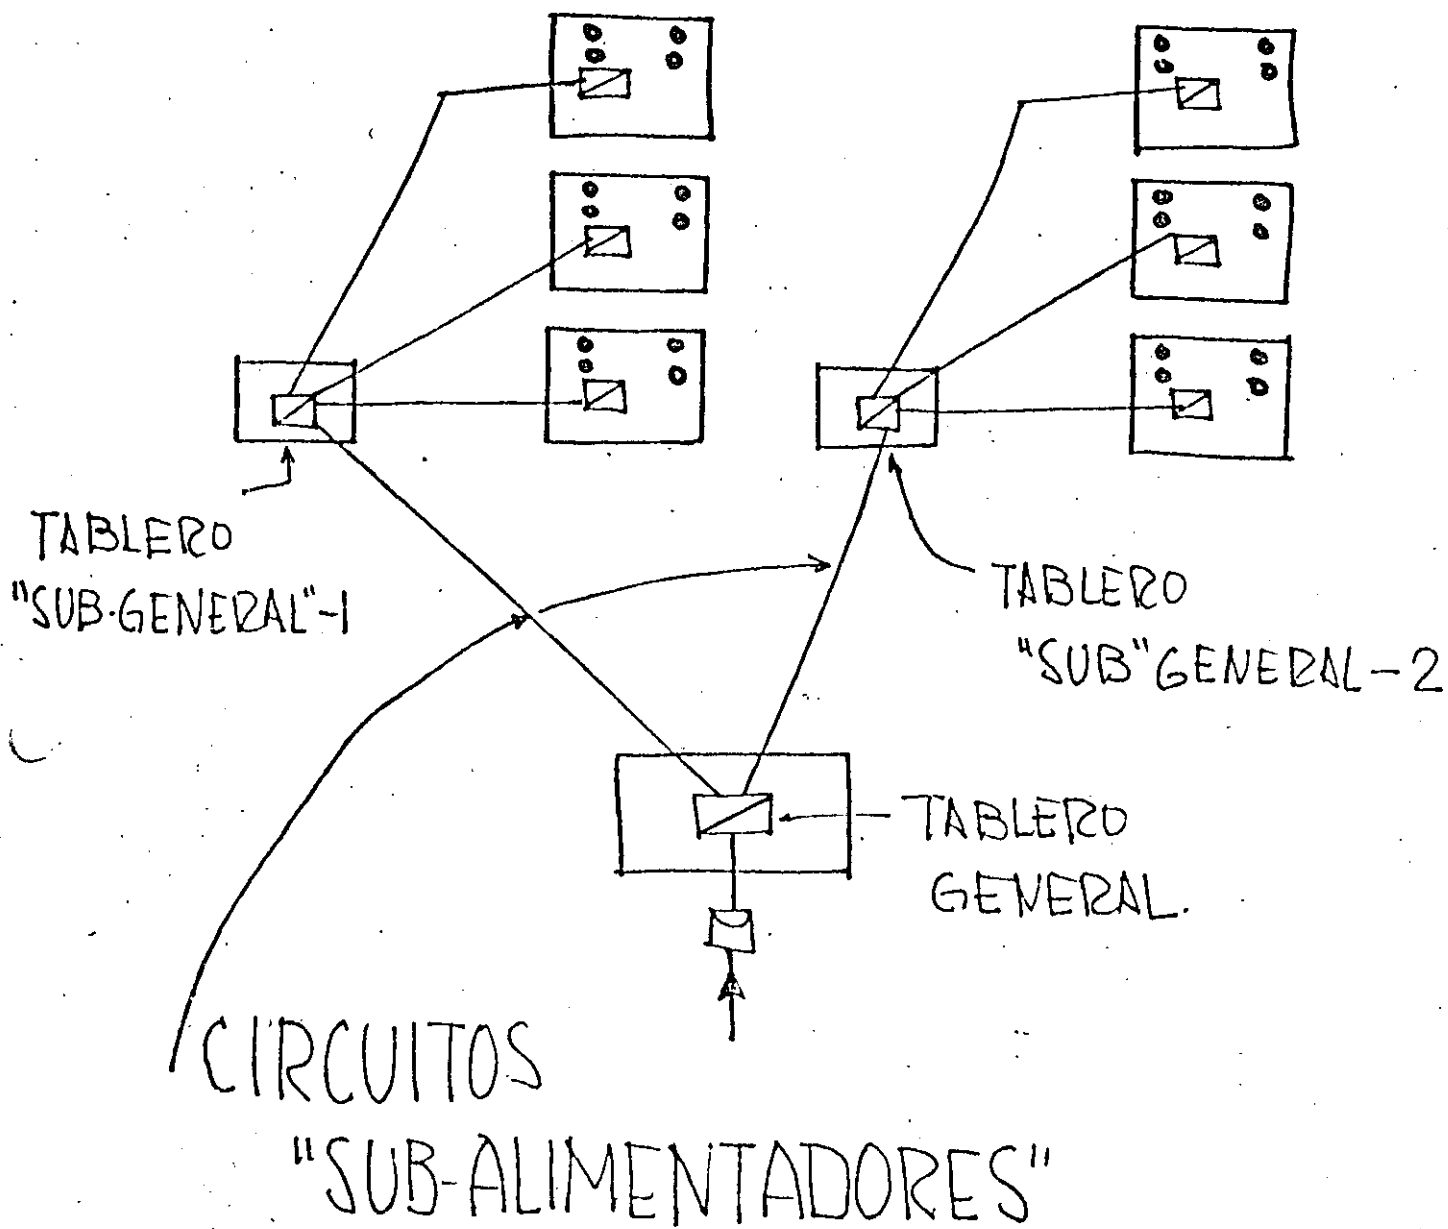 TABLERO
"SUB-GENERAL"-1
TABLERO
"SUB"GENERAL-2
TABLERO
GENERAL.
CIRCUITOS
"SUB-ALIMENTADORES"